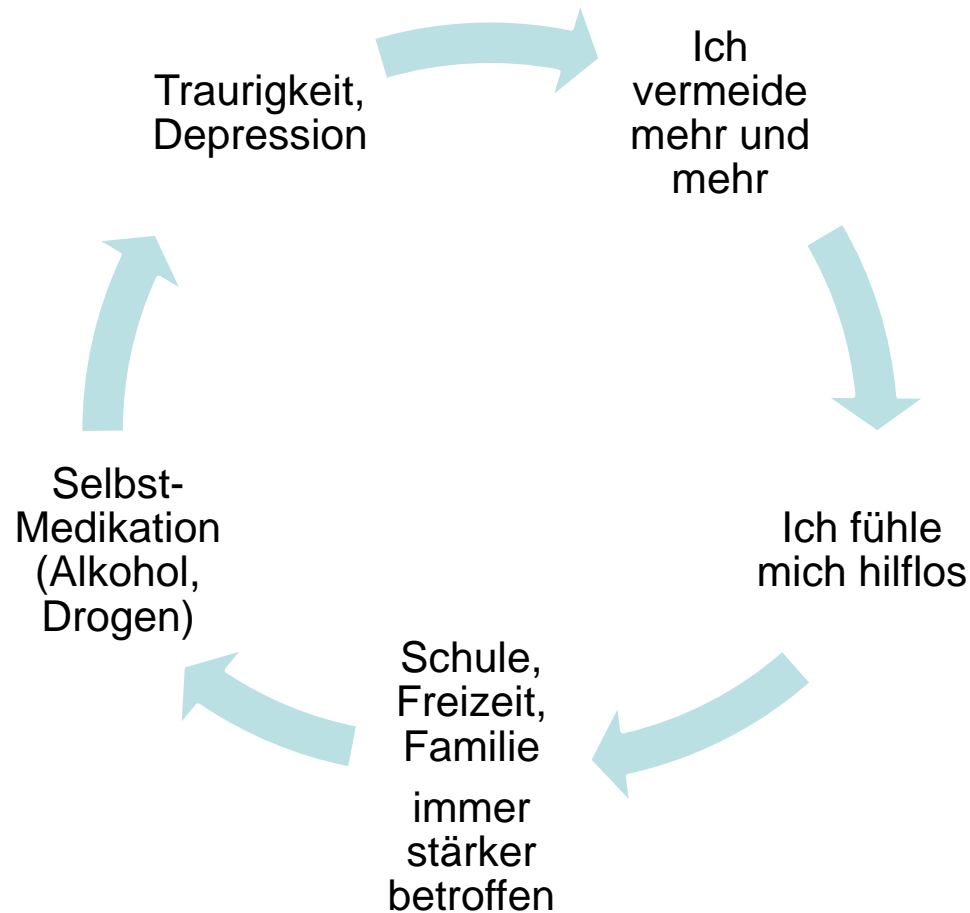 Traurigkeit,
Depression
Ich
vermeide
mehr und
mehr
Ich fühle
mich hilflos
Schule,
Freizeit,
Familie
immer
stärker
betroffen
Selbst-
Medikation
(Alkohol,
Drogen)